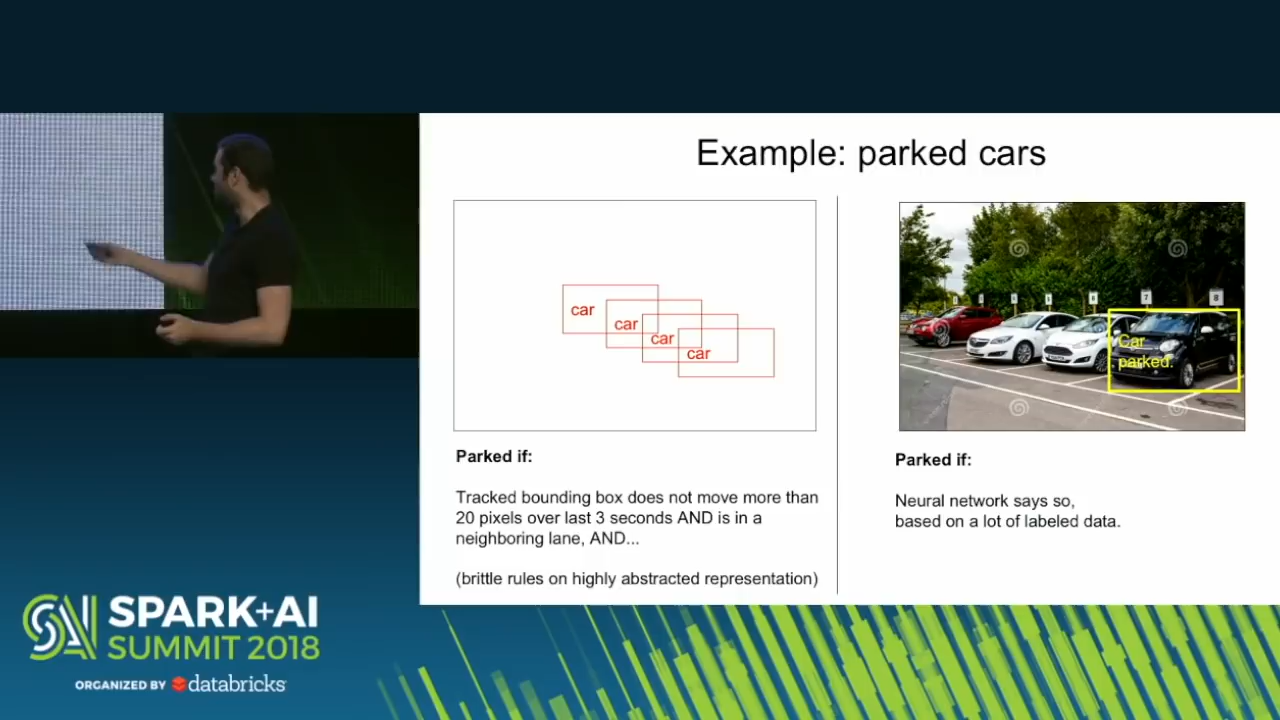 Example: parked cars
car
car
car
car
Parked if:
Tracked bounding box does not move more than
20 pixels over last 3 seconds AND is in a
neighboring lane, AND...
(brittle rules on highly abstracted representation)
7
8
Car
parked.
Parked if:
Neural network says so,
based on a lot of labeled data.
SPARK+AI
SUMMIT 2018
ORGANIZED BY databricks